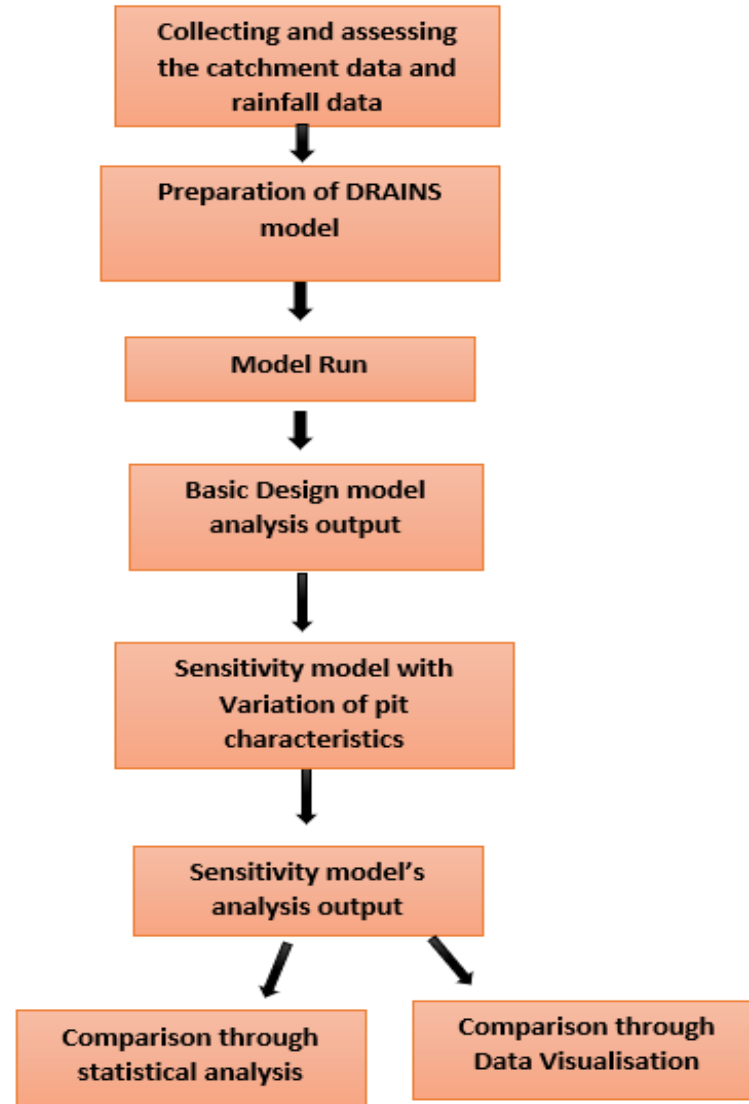 Collecting and assessing
the catchment data and
rainfall data
Preparation of DRAINS
model
Model Run
Basic Design model
analysis output
Sensitivity model with
Variation of pit
characteristics
Sensitivity model’s
analysis output
Comparison through
statistical analysis
Comparison through
Data Visualisation